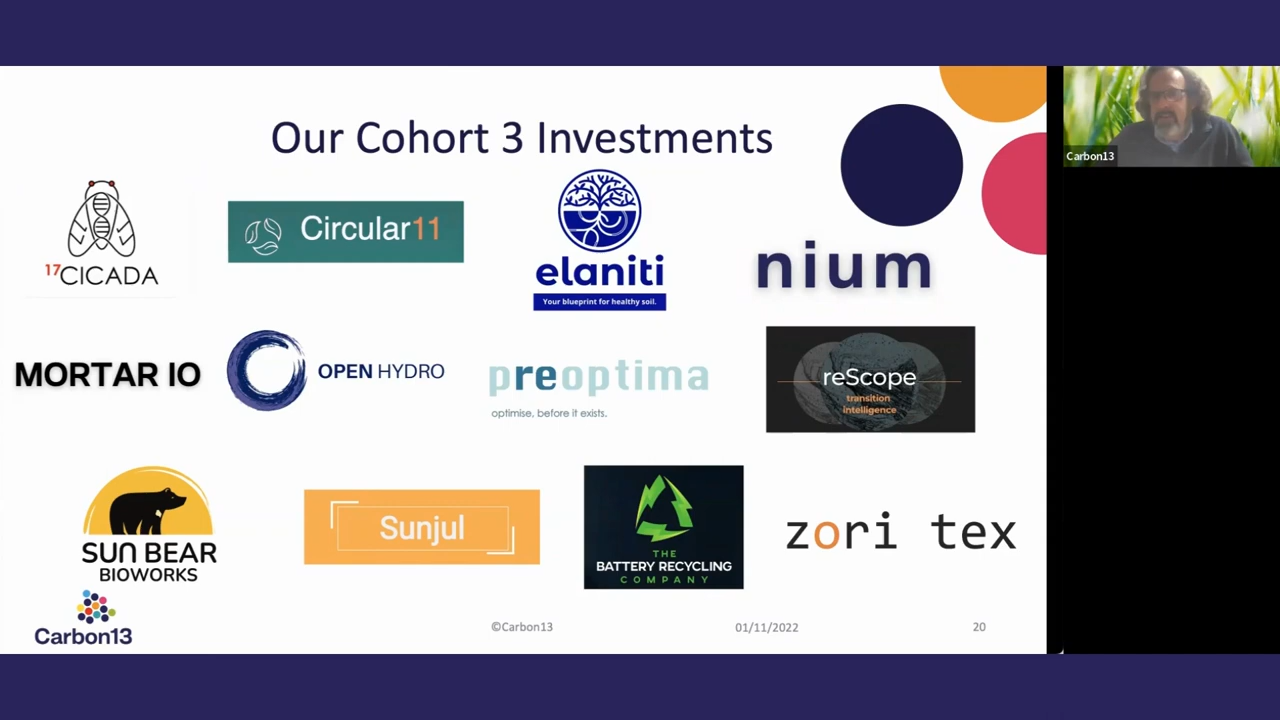 Our Cohort 3 Investments
Carbon13
17CICADA
Circular11
elaniti
Your blueprint for healthy soil.
nium
MORTAR IO
OPEN HYDRO
preoptima
optimise, before it exists.
reScope
transition
intelligence
SUN BEAR
BIOWORKS
Sunjul
THE
BATTERY RECYCLING
COMPANY
zori tex
Carbon13
©Carbon13
01/11/2022
20